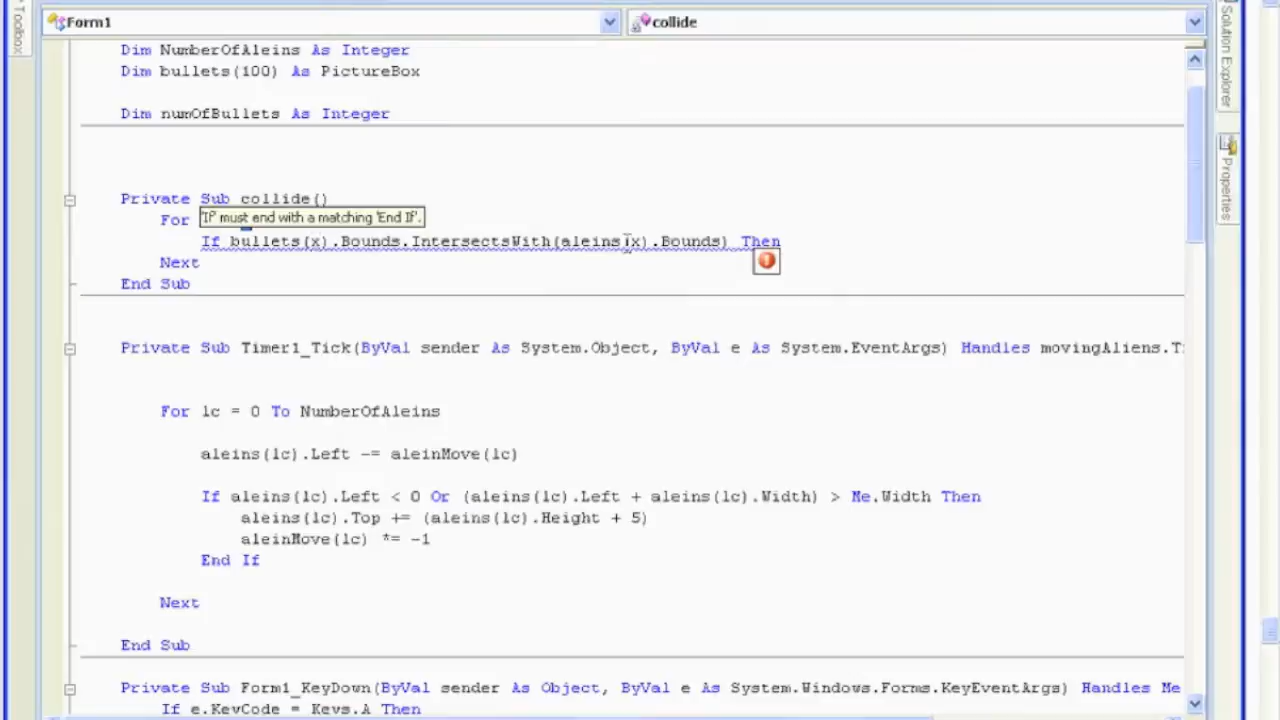 Toolbox
Form1
collide
Solution Explorer
Properties
Dim NumberOfAleins As Integer
Dim bullets(100) As PictureBox
Dim numOfBullets As Integer
Private Sub collide()
For
'If' must end with a matching 'End If'.
If bullets(x).Bounds.IntersectsWith(aleins(x).Bounds) Then
Next
End Sub
Private Sub Timer1_Tick(ByVal sender As System.Object, ByVal e As System.EventArgs) Handles movingAliens.Ti
For lc = 0 To NumberOfAleins
aleins(lc).Left -= aleinMove(lc)
If aleins(lc).Left < 0 Or (aleins(lc).Left + aleins(lc).Width) > Me.Width Then
aleins(lc).Top += (aleins(lc).Height + 5)
aleinMove(lc) *= -1
End If
Next
End Sub
Private Sub Form1_KeyDown(ByVal sender As Object, ByVal e As System.Windows.Forms.KeyEventArgs) Handles Me
If e.KeyCode = Keys.A Then